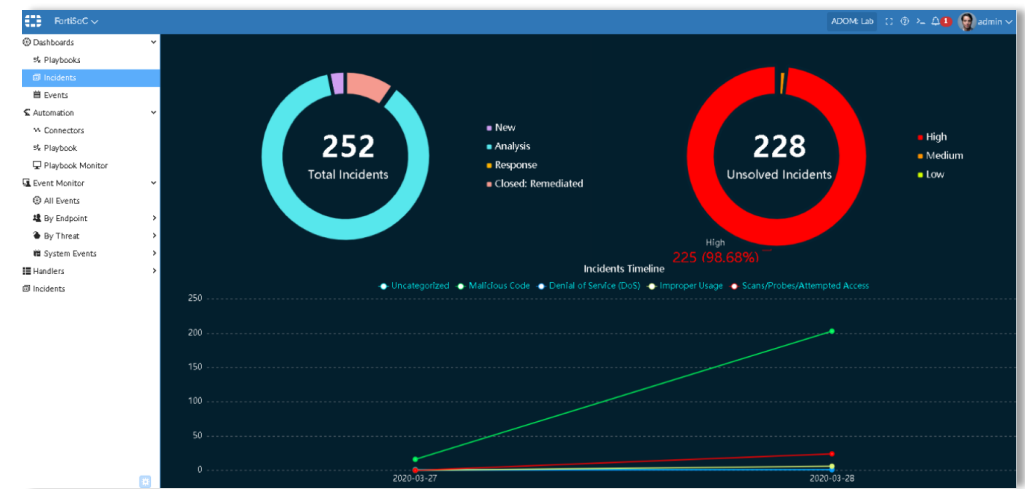 FortiSoC
ADOM: Lab
1
admin
Dashboards
Playbooks
Incidents
Events
Automation
Connectors
Playbook
Playbook Monitor
Event Monitor
All Events
By Endpoint
By Threat
System Events
Handlers
Incidents
252
Total Incidents
New
Analysis
Response
Closed: Remediated
228
Unsolved Incidents
High
Medium
Low
High
225 (98.68%)
Incidents Timeline
Uncategorized Malicious Code Denial of Service (DoS) Improper Usage Scans/Probes/Attempted Access
250
200
150
100
50
0
2020-03-27 2020-03-28